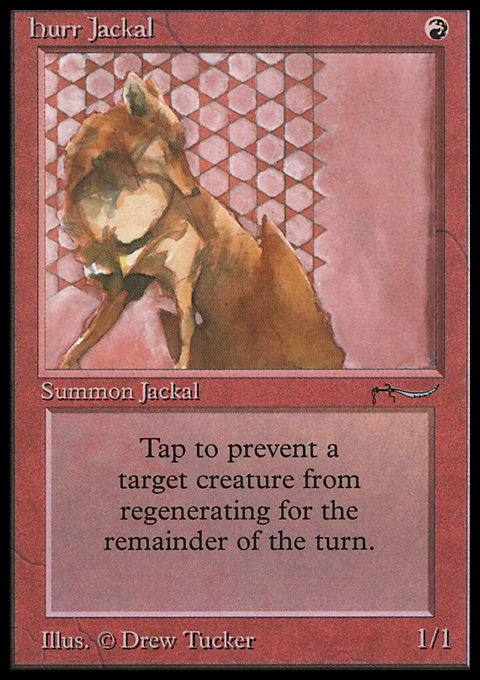 Hurr Jackal
Summon Jackal
Tap to prevent a
target creature from
regenerating for the
remainder of the turn.
Illus. © Drew Tucker
1/1